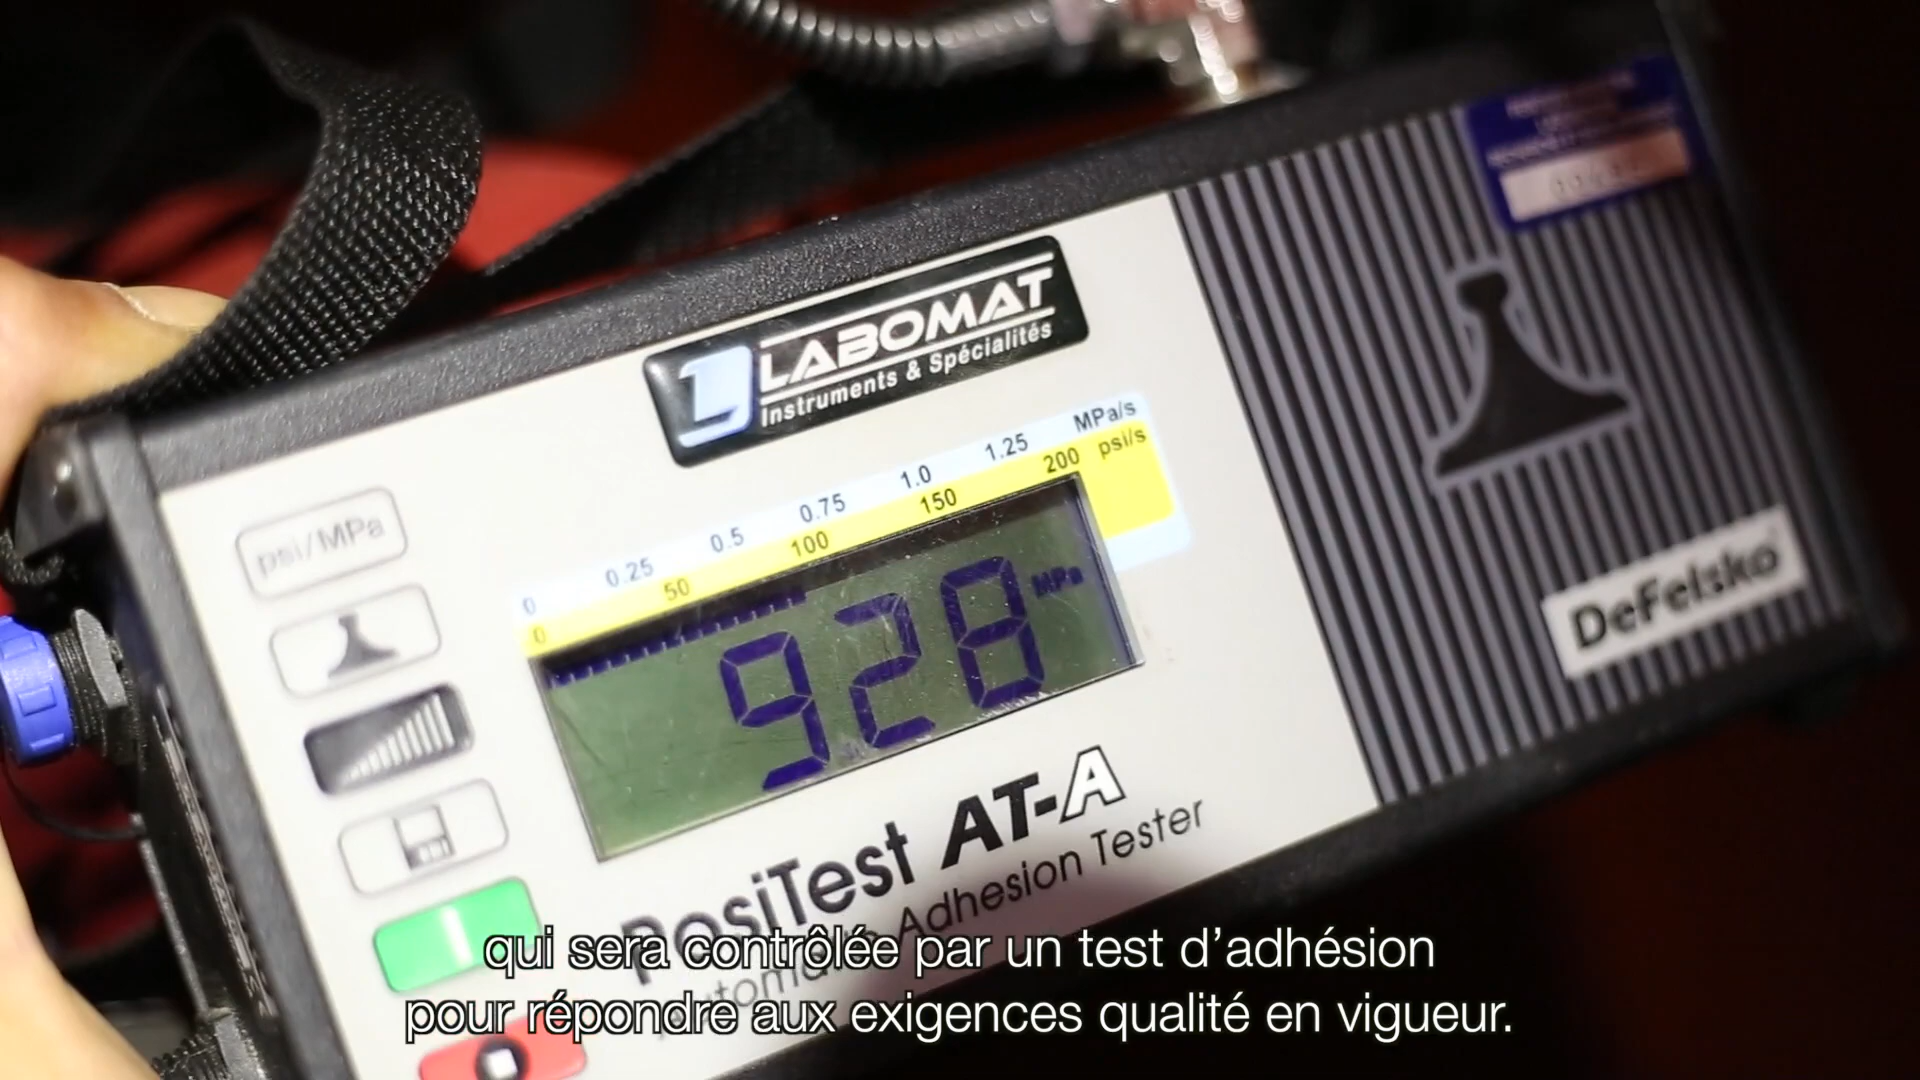 LABOMAT
Instruments & Spécialités
0 0.25 0.5 0.75 1.0 1.25 MPa/s
0 50 100 150 200 psi/s
psi/MPa
928 MPa
DeFelsko
PosiTest AT-A
Automatic Adhesion Tester
qui sera contrôlée par un test d’adhésion
pour répondre aux exigences qualité en vigueur.